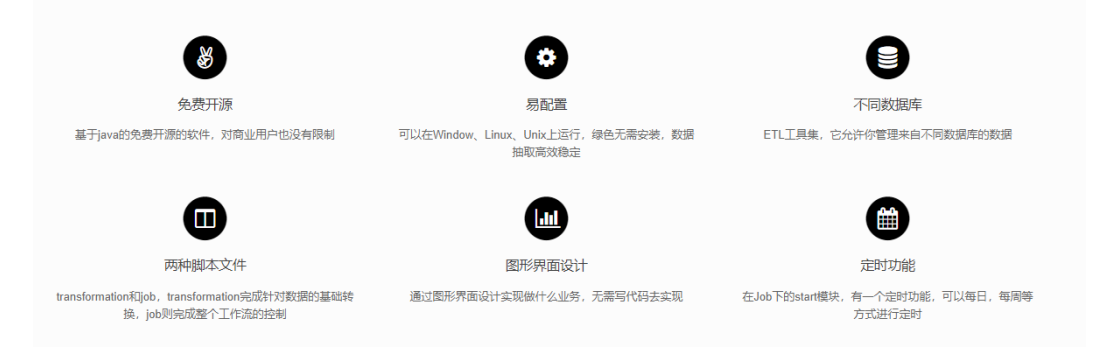 免费开源
基于java的免费开源的软件，对商业用户也没有限制
易配置
可以在Window、Linux、Unix上运行，绿色无需安装，数据
抽取高效稳定
不同数据库
ETL工具集，它允许你管理来自不同数据库的数据
两种脚本文件
transformation和job，transformation完成针对数据的基础转
换，job则完成整个工作流的控制
图形界面设计
通过图形界面设计实现做什么业务，无需写代码去实现
定时功能
在Job下的start模块，有一个定时功能，可以每日，每周等
方式进行定时